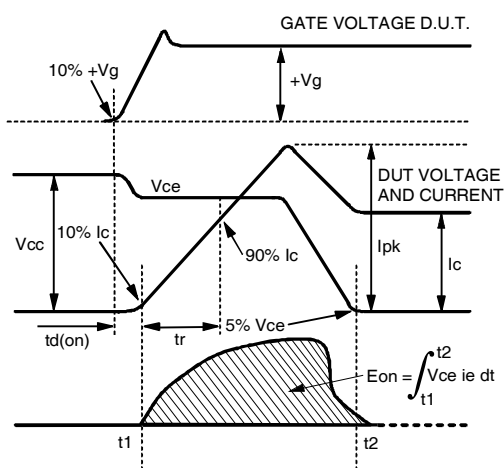 GATE VOLTAGE D.U.T.
10% +Vg
+Vg
DUT VOLTAGE
AND CURRENT
Vce
10% Ic
90% Ic
Vcc
Ipk
Ic
td(on)
tr
5% Vce
t2
Eon = ∫ Vce ie dt
t1
t1
t2